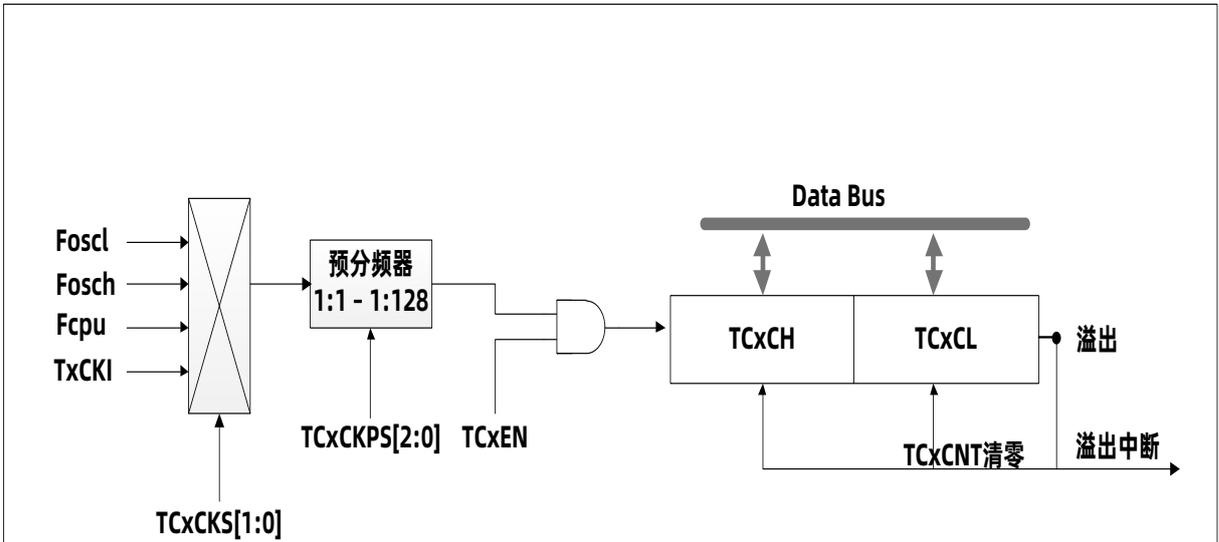 Data Bus
Foscl
Fosch
Fcpu
TxCKI
预分频器
1:1 – 1:128
TCxCH
TCxCL
溢出
TCxCKPS[2:0]
TCxEN
TCxCNT清零
溢出中断
TCxCKS[1:0]